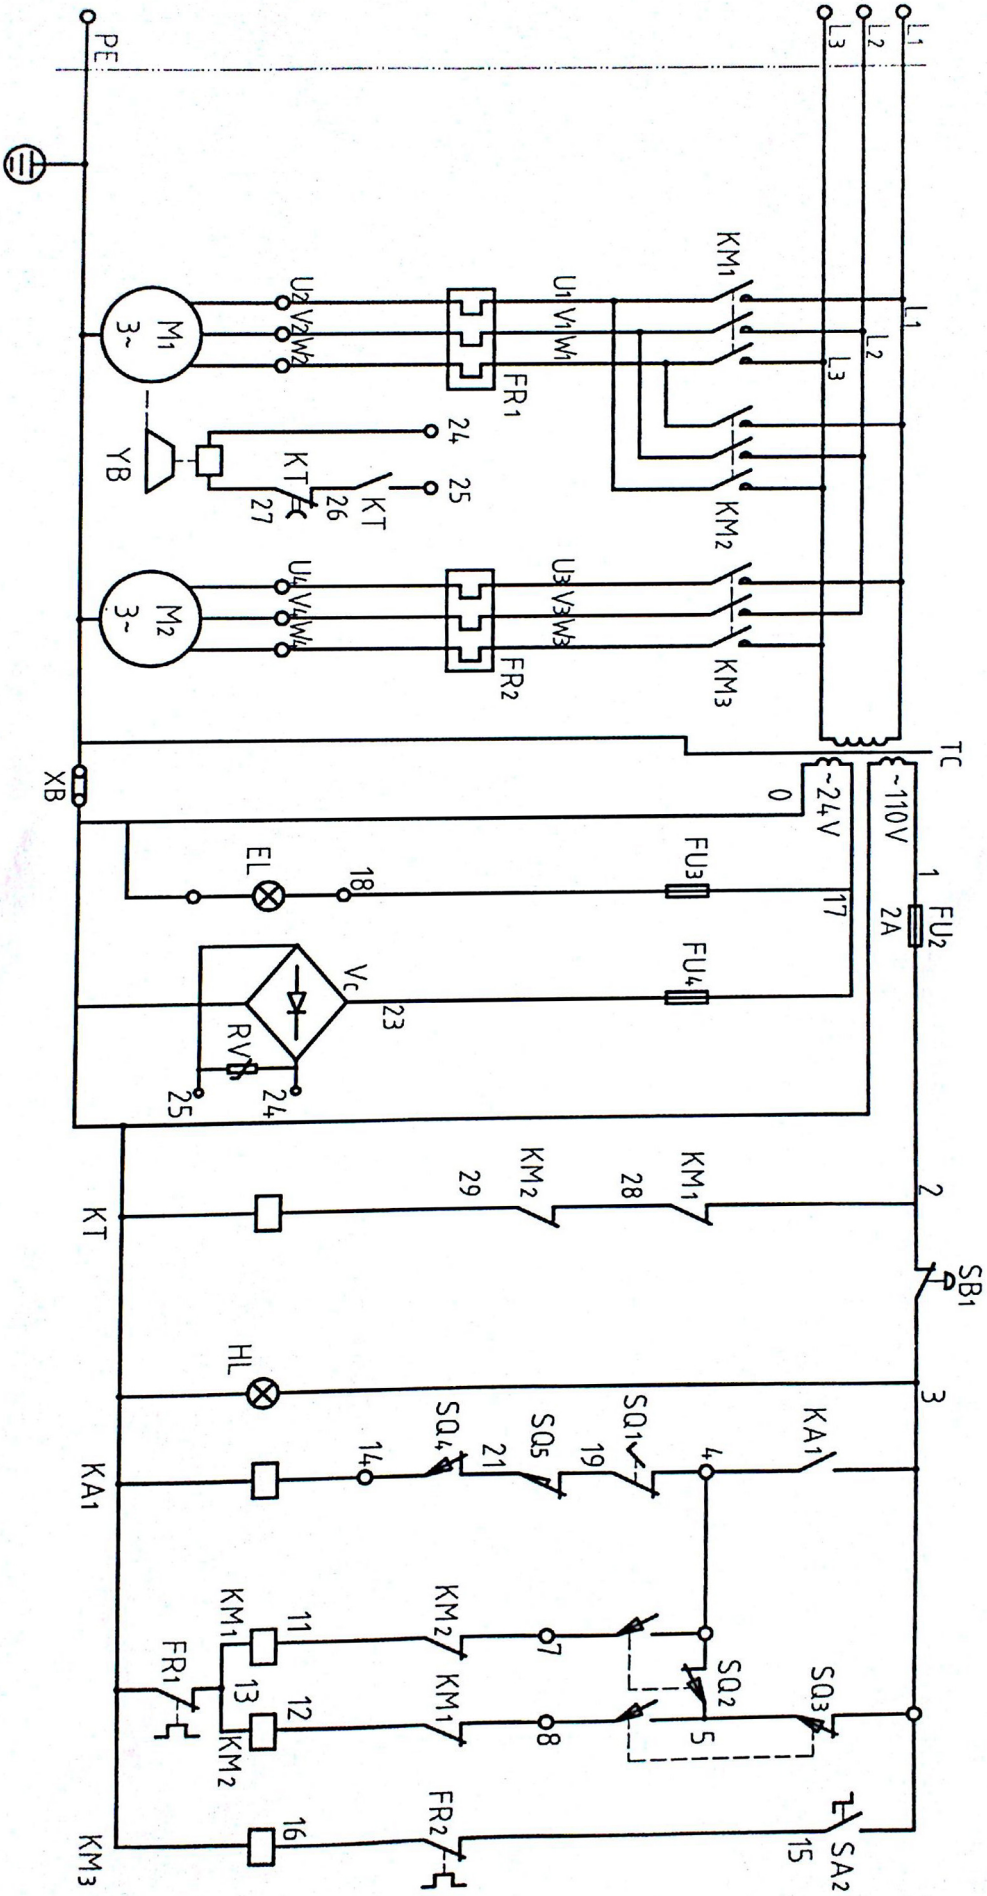 L1
L2
L3
PE
KM1
L1
L2
L3
U1 V1 W1
U2 V2 W2
FR1
M1
3~
24
25
KT
26
KT
27
YB
KM2
KM3
U3 V3 W3
U4 V4 W4
FR2
M2
3~
TC
~110V
~24V
0
XB
1
FU2
2A
17
FU3
18
EL
FU4
23
Vc
RV
24
25
2
KM1
28
KM2
29
KT
SB1
3
HL
KA1
4
SQ1
19
SQ5
21
SQ4
14
KA1
SQ3
SQ2
5
7
8
KM2
KM1
11
12
KM1
13
KM2
FR1
SA2
15
FR2
16
KM3